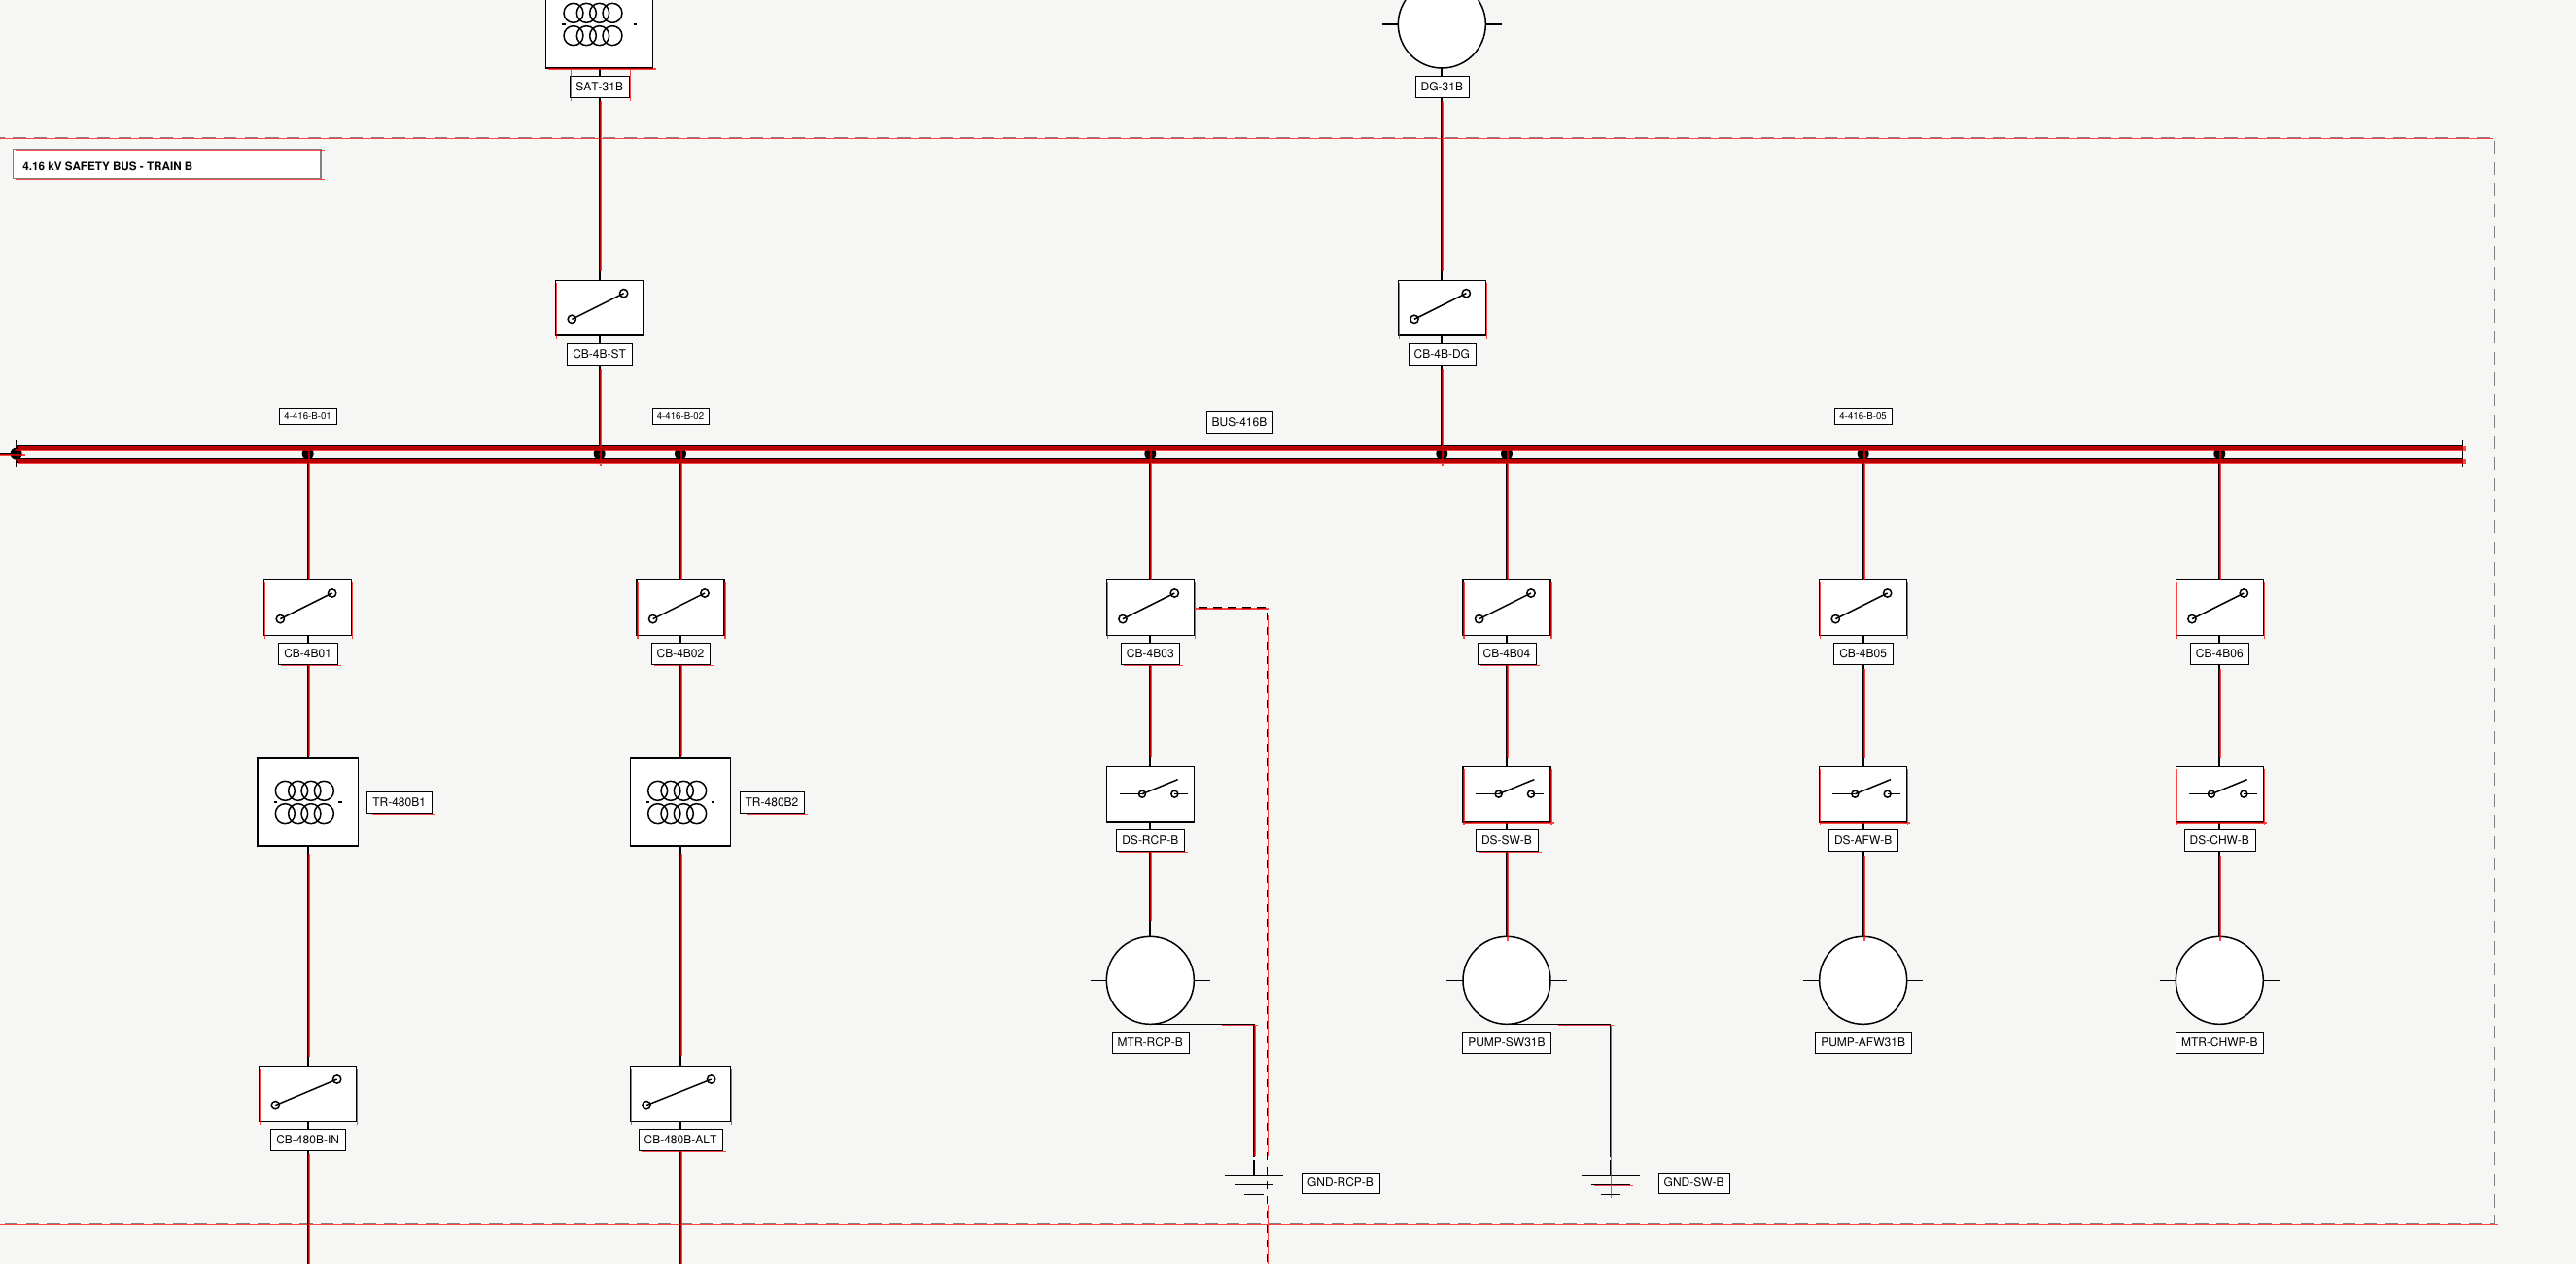 SAT-31B
DG-31B
4.16 kV SAFETY BUS - TRAIN B
CB-4B-ST
CB-4B-DG
4-416-B-01
4-416-B-02
BUS-416B
4-416-B-05
CB-4B01
CB-4B02
CB-4B03
CB-4B04
CB-4B05
CB-4B06
TR-480B1
TR-480B2
DS-RCP-B
DS-SW-B
DS-AFW-B
DS-CHW-B
MTR-RCP-B
PUMP-SW31B
PUMP-AFW31B
MTR-CHWP-B
CB-480B-IN
CB-480B-ALT
GND-RCP-B
GND-SW-B